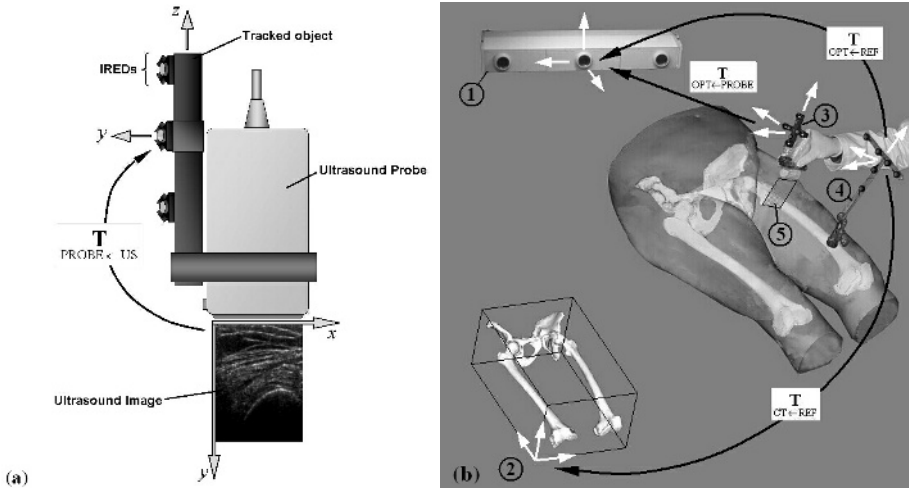 z
Tracked object
IREDs
y
Ultrasound Probe
T
PROBE ← US
x
Ultrasound Image
y
(a)
1
T
OPT←REF
T
OPT←PROBE
3
4
5
2
T
CT←REF
(b)